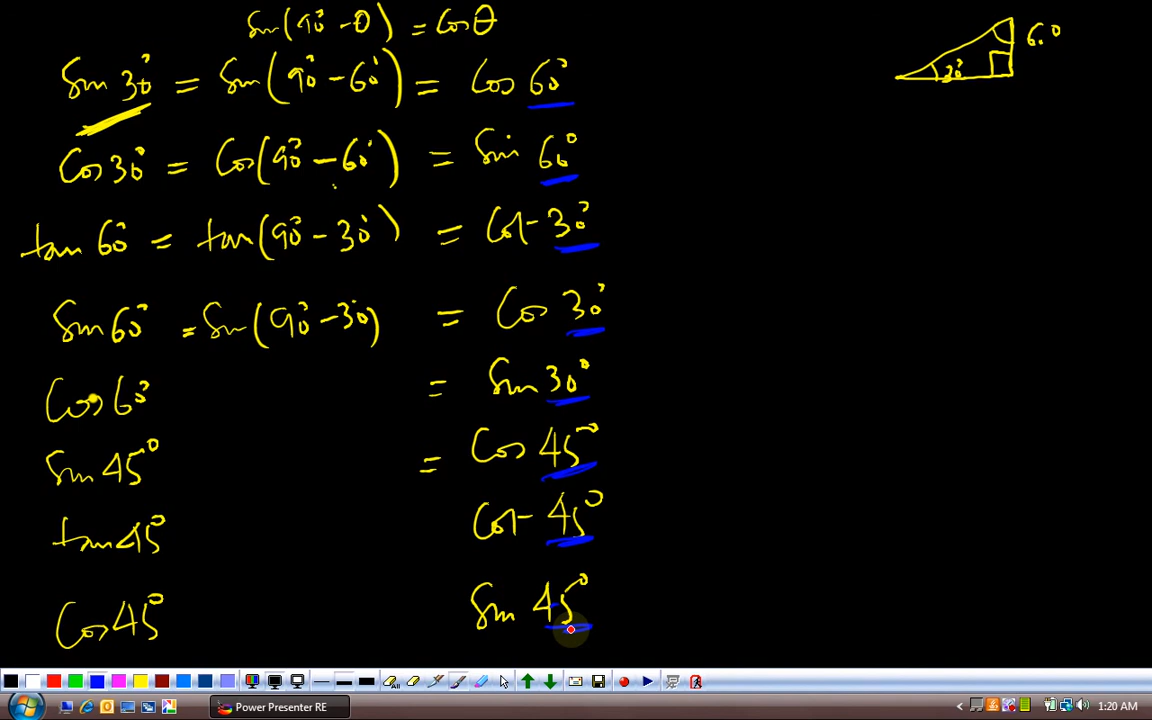 Sin(90° - θ) = Cosθ
60°
30°
Sin 30° = Sin(90° - 60°) = Cos 60°
Cos 30° = Cos(90° - 60°) = Sin 60°
tan 60° = tan(90° - 30°) = Cot 30°
Sin 60° = Sin(90° - 30) = Cos 30°
Cos 60° = Sin 30°
Sin 45° = Cos 45°
tan 45° Cot 45°
Cos 45° Sin 45°
All
Power Presenter RE
1:20 AM